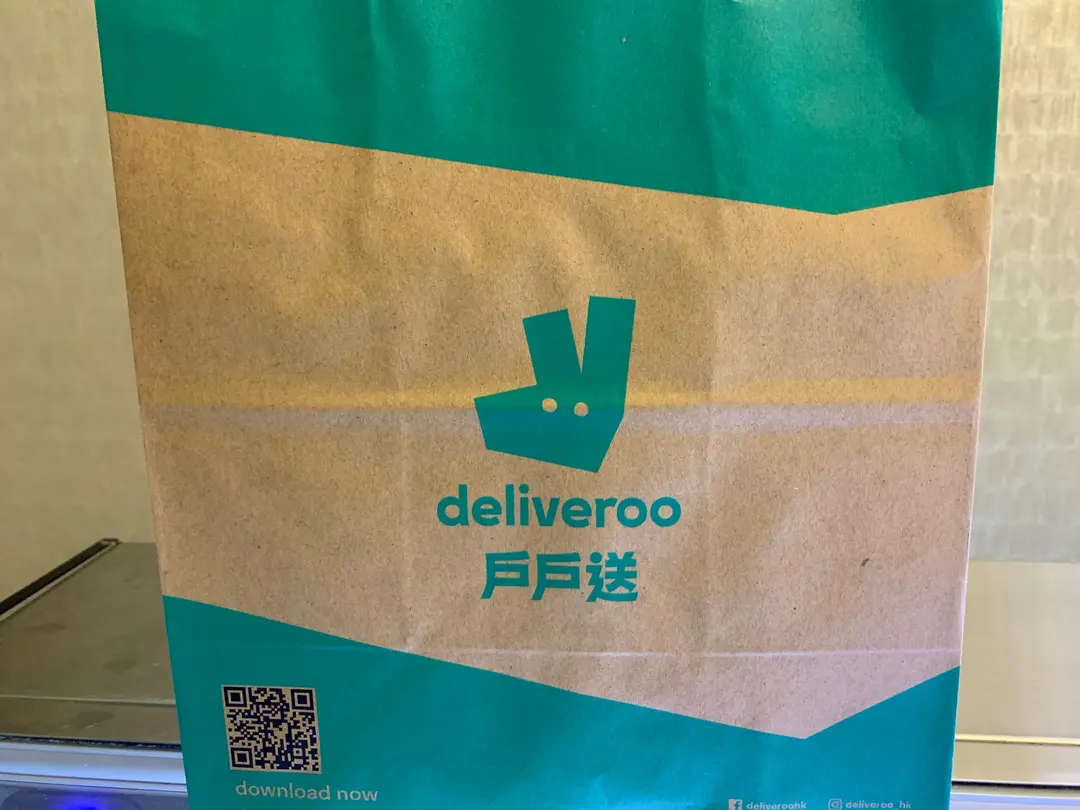 deliveroo
戶戶送
download now
deliveroohk deliveroo_hk